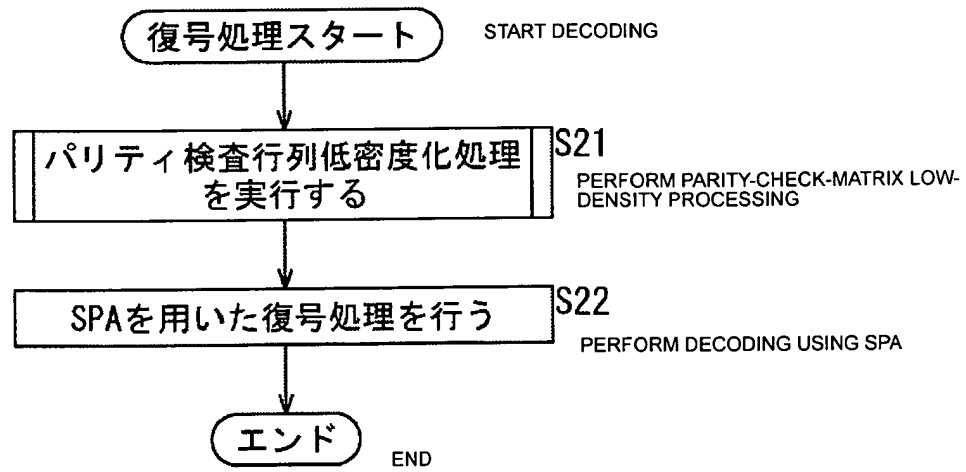 復号処理スタート
START DECODING
パリティ検査行列低密度化処理
を実行する
S21
PERFORM PARITY-CHECK-MATRIX LOW-
DENSITY PROCESSING
SPAを用いた復号処理を行う
S22
PERFORM DECODING USING SPA
エンド
END